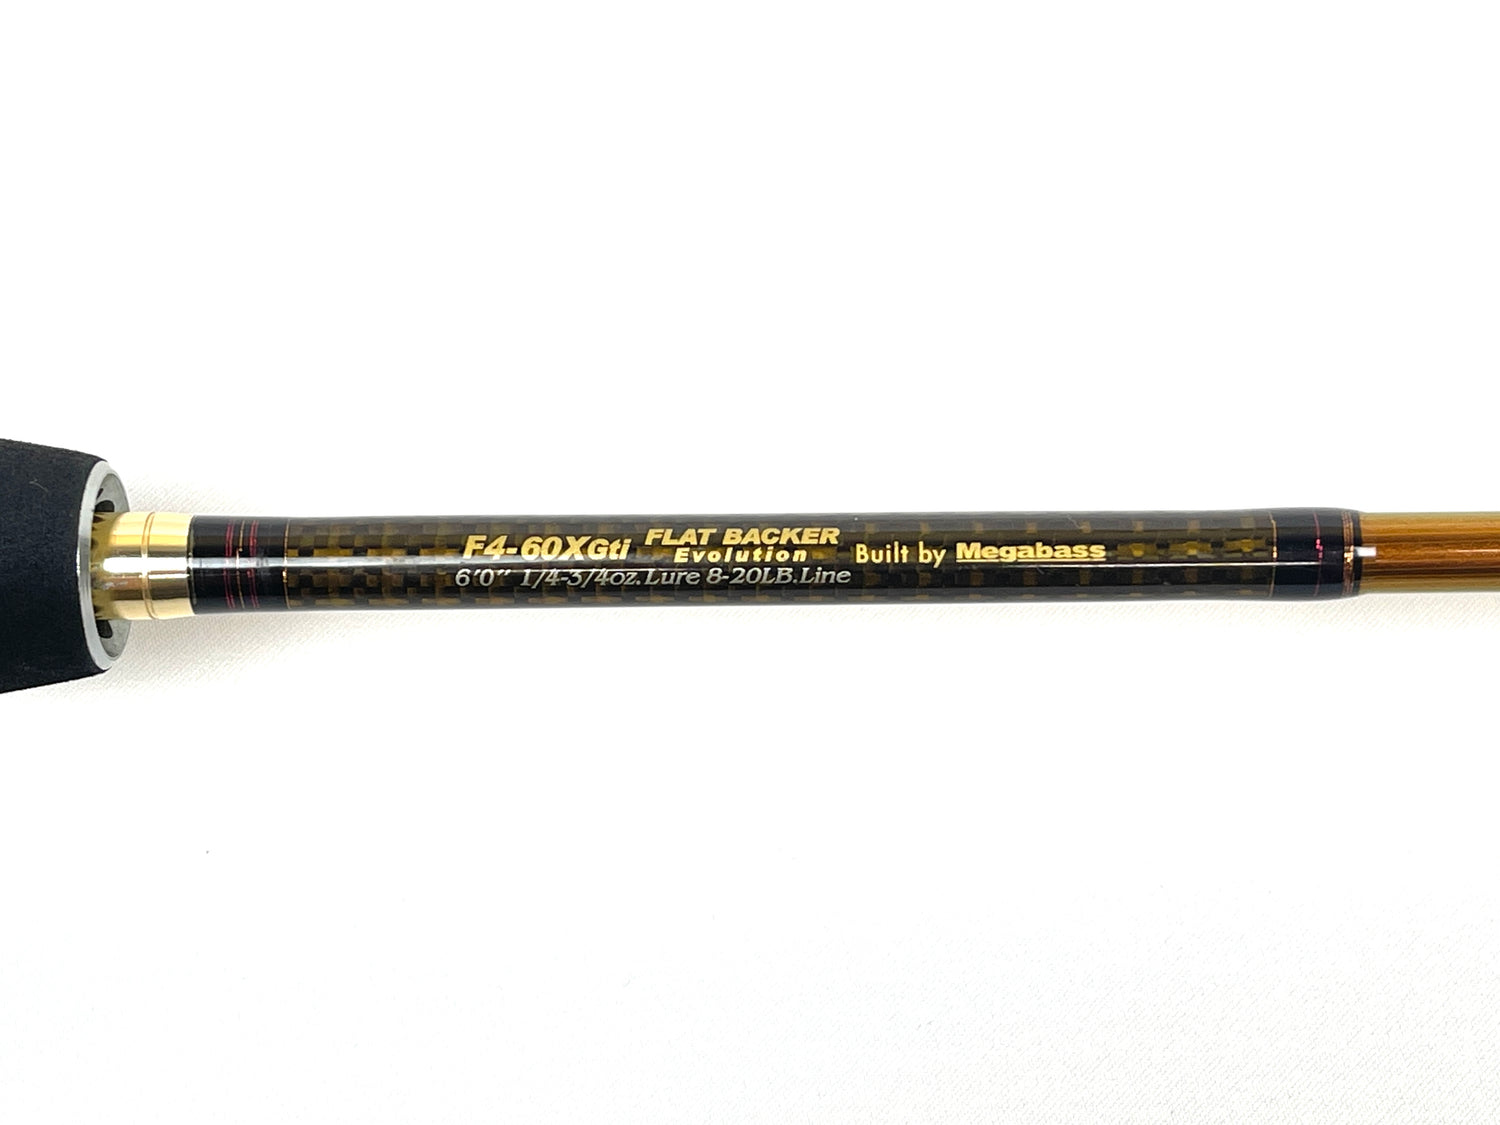 F4-60XGti FLAT BACKER
Evolution Built by Megabass
6'0" 1/4-3/4oz.Lure 8-20LB.Line